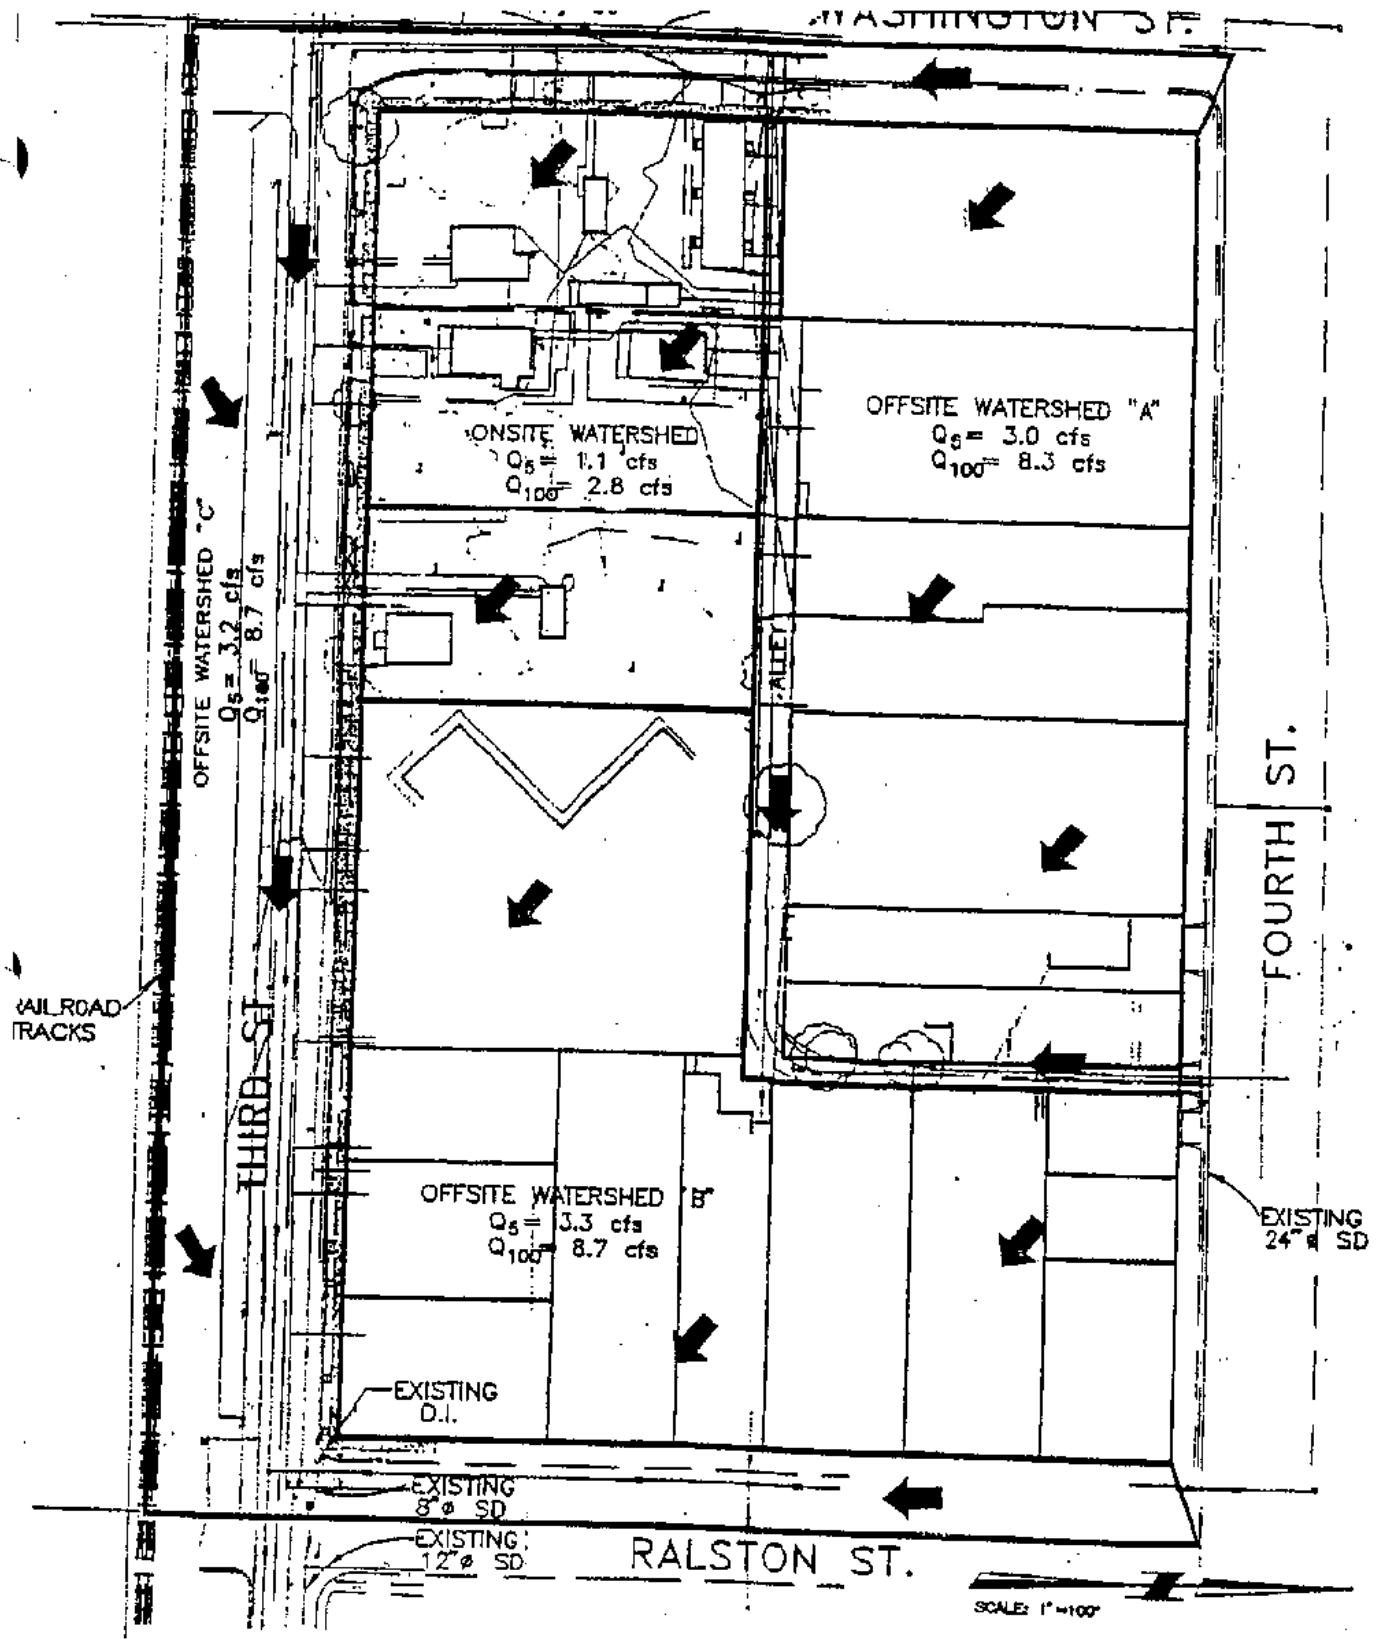 WASHINGTON ST.
OFFSITE WATERSHED "A"
Q5= 3.0 cfs
Q100= 8.3 cfs
ONSITE WATERSHED
Q5= 1.1 cfs
Q100= 2.8 cfs
OFFSITE WATERSHED "C"
Q5= 3.2 cfs
Q100= 8.7 cfs
ALLEY
FOURTH ST.
RAILROAD
TRACKS
THIRD ST
OFFSITE WATERSHED "B"
Q5= 3.3 cfs
Q100= 8.7 cfs
EXISTING
24"ø SD
EXISTING
D.I.
EXISTING
8"ø SD
EXISTING
12"ø SD
RALSTON ST.
SCALE: 1"=100'